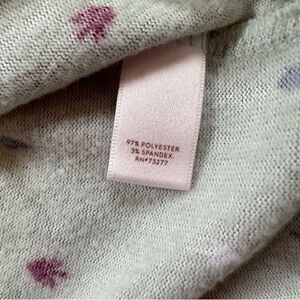 97% POLYESTER
3% SPANDEX
RN#73277